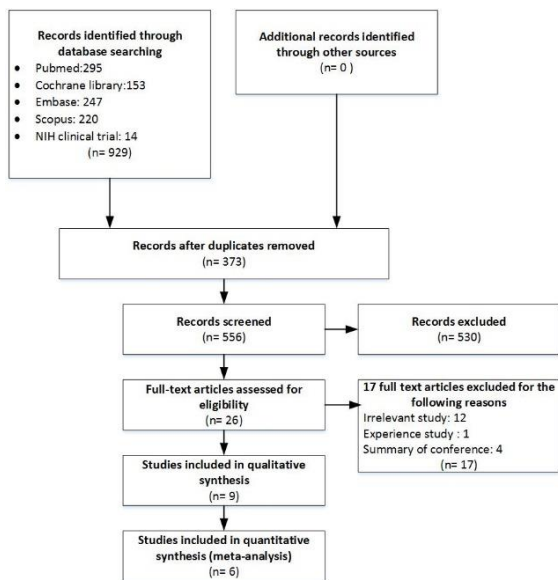 Records identified through
database searching
• Pubmed:295
• Cochrane library:153
• Embase: 247
• Scopus: 220
• NIH clinical trial: 14
(n= 929)
Additional records identified
through other sources
(n= 0 )
Records after duplicates removed
(n= 373)
Records screened
(n= 556)
Records excluded
(n= 530)
Full-text articles assessed for
eligibility
(n= 26)
17 full text articles excluded for the
following reasons
Irrelevant study: 12
Experience study : 1
Summary of conference: 4
(n= 17)
Studies included in qualitative
synthesis
(n= 9)
Studies included in quantitative
synthesis (meta-analysis)
(n= 6)